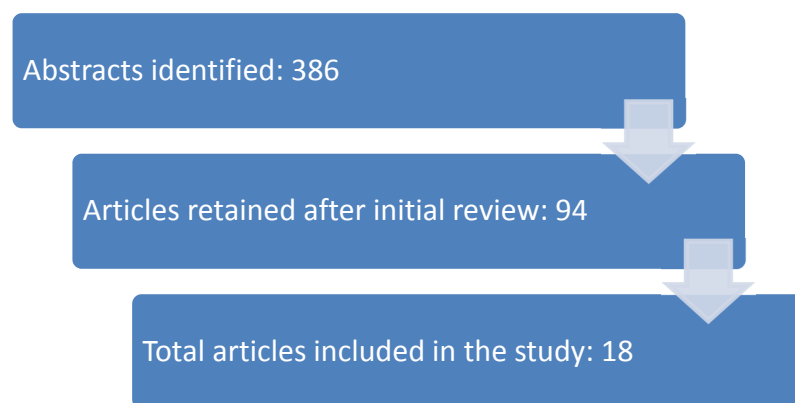 Abstracts identified: 386
Articles retained after initial review: 94
Total articles included in the study: 18